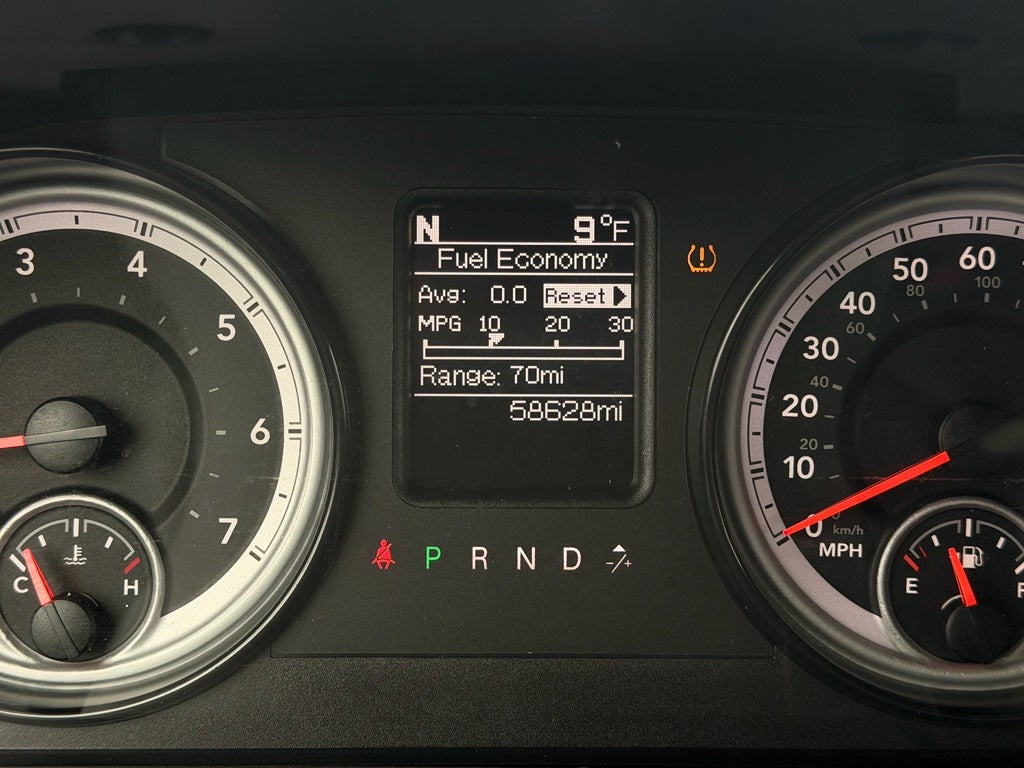 3
4
5
6
7
C
H
N 9°F
Fuel Economy
Avg: 0.0 Reset
MPG 10 20 30
Range: 70mi
58628mi
P R N D -/+
0
10
20
30
40
50
60
20
40
60
80
100
0
km/h
MPH
E
F